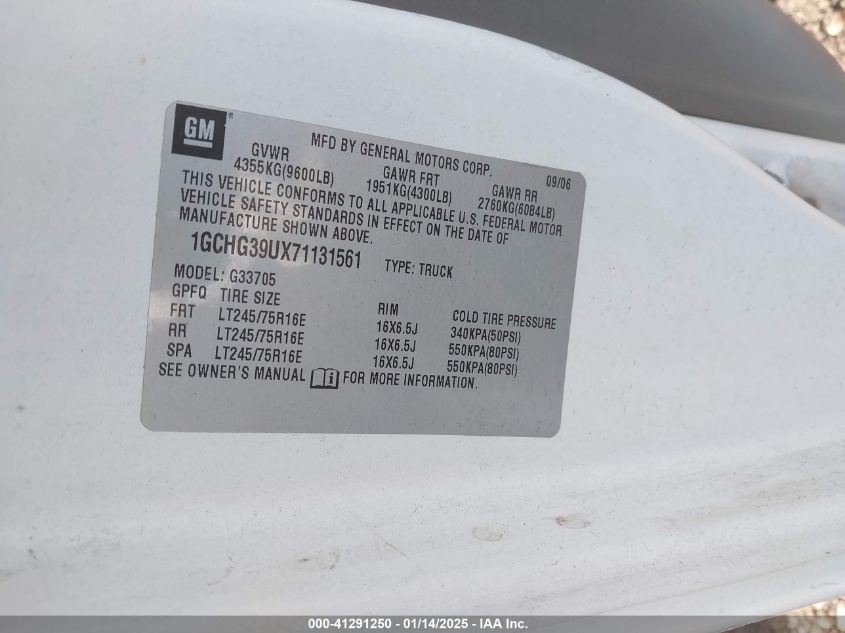 GM®
MFD BY GENERAL MOTORS CORP. 09/06
GVWR GAWR FRT GAWR RR
4355KG(9600LB) 1951KG(4300LB) 2760KG(6084LB)
THIS VEHICLE CONFORMS TO ALL APPLICABLE U.S. FEDERAL MOTOR
VEHICLE SAFETY STANDARDS IN EFFECT ON THE DATE OF
MANUFACTURE SHOWN ABOVE.
1GCHG39UX71131561 TYPE: TRUCK
MODEL: G33705
GPFQ TIRE SIZE RIM COLD TIRE PRESSURE
FRT LT245/75R16E 16X6.5J 340KPA(50PSI)
RR LT245/75R16E 16X6.5J 550KPA(80PSI)
SPA LT245/75R16E 16X6.5J 550KPA(80PSI)
SEE OWNER'S MANUAL FOR MORE INFORMATION.
000-41291250 - 01/14/2025 - IAA Inc.